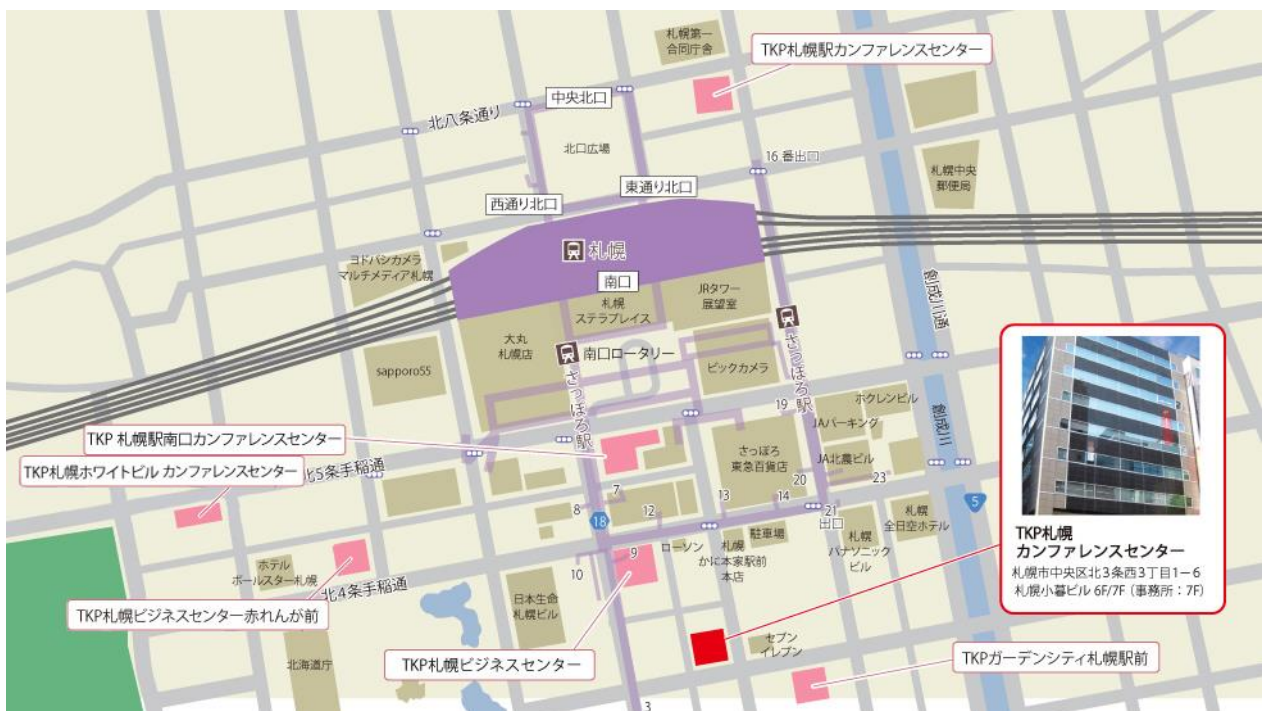 札幌第一
合同庁舎
TKP札幌駅カンファレンスセンター
中央北口
北八条通り
北口広場
16 番出口
札幌中央
郵便局
東通り北口
西通り北口
札幌
ヨドバシカメラ
マルチメディア札幌
南口
JRタワー
展望室
札幌
ステラプレイス
創成川通
大丸
札幌店
南口ロータリー
さっぽろ駅
さっぽろ駅
sapporo55
ビックカメラ
ホクレンビル
19
JAパーキング
創成川
TKP 札幌駅南口カンファレンスセンター
さっぽろ
東急百貨店
JA北農ビル
TKP札幌ホワイトビル カンファレンスセンター
北5条手稲通
20
23
7
8
18
12
13
14
21
出口
5
札幌
全日空ホテル
駐車場
札幌
パナソニック
ビル
ローソン
札幌
かに本家駅前
本店
9
10
ホテル
ポールスター札幌
北4条手稲通
日本生命
札幌ビル
TKP札幌ビジネスセンター赤れんが前
北海道庁
TKP札幌ビジネスセンター
セブン
イレブン
TKPガーデンシティ札幌駅前
3
TKP札幌
カンファレンスセンター
札幌市中央区北3条西3丁目1－6
札幌小暮ビル 6F/7F（事務所：7F）